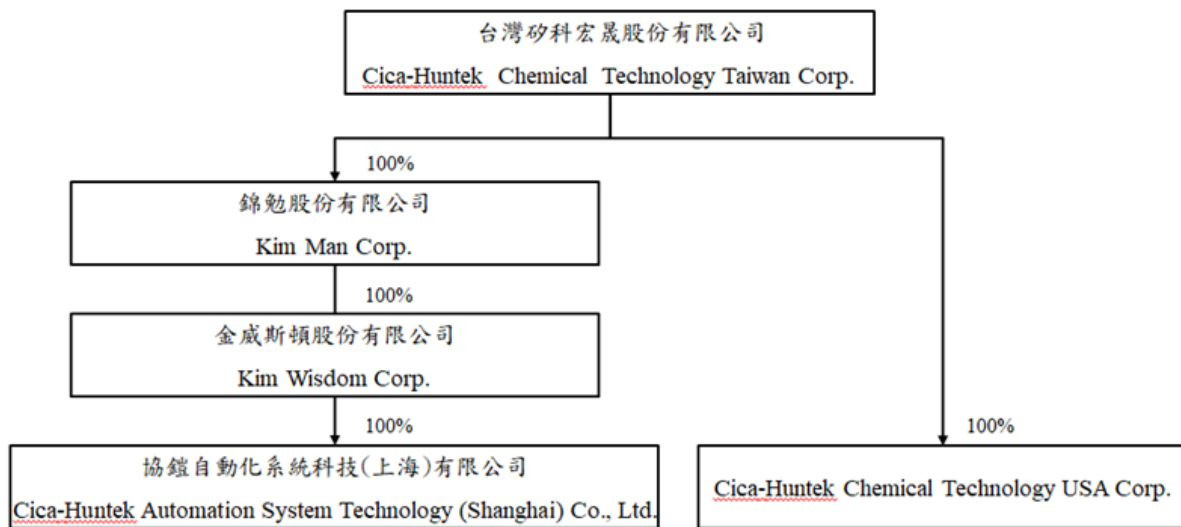 台灣矽科宏晟股份有限公司
Cica-Huntek Chemical Technology Taiwan Corp.
100%
錦勉股份有限公司
Kim Man Corp.
100%
金威斯頓股份有限公司
Kim Wisdom Corp.
100%
協鎧自動化系統科技(上海)有限公司
Cica-Huntek Automation System Technology (Shanghai) Co., Ltd.
100%
Cica-Huntek Chemical Technology USA Corp.